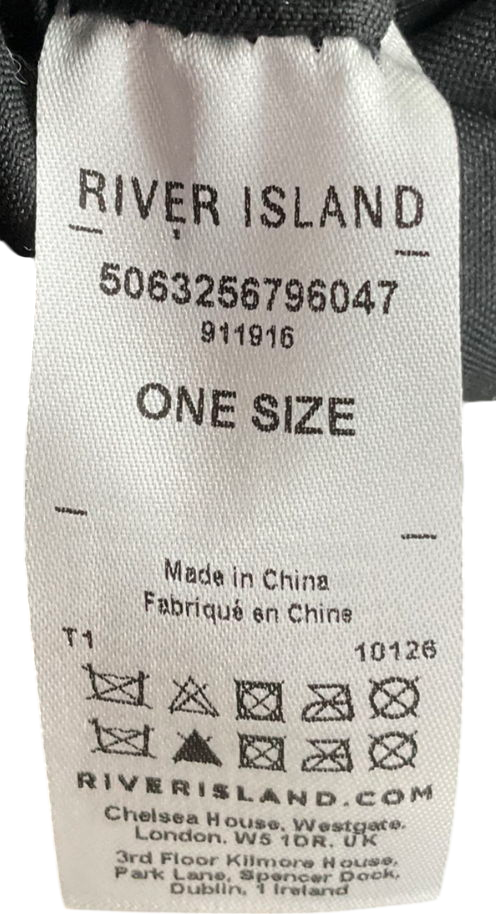 RIVER ISLAND
5063256796047
911916
ONE SIZE
Made in China
Fabriqué en Chine
T1 10126
RIVERISLAND.COM
Chelsea House, Westgate,
London. W5 1DR. UK
3rd Floor Kilmore House,
Park Lane, Spencer Dock,
Dublin, 1 Ireland